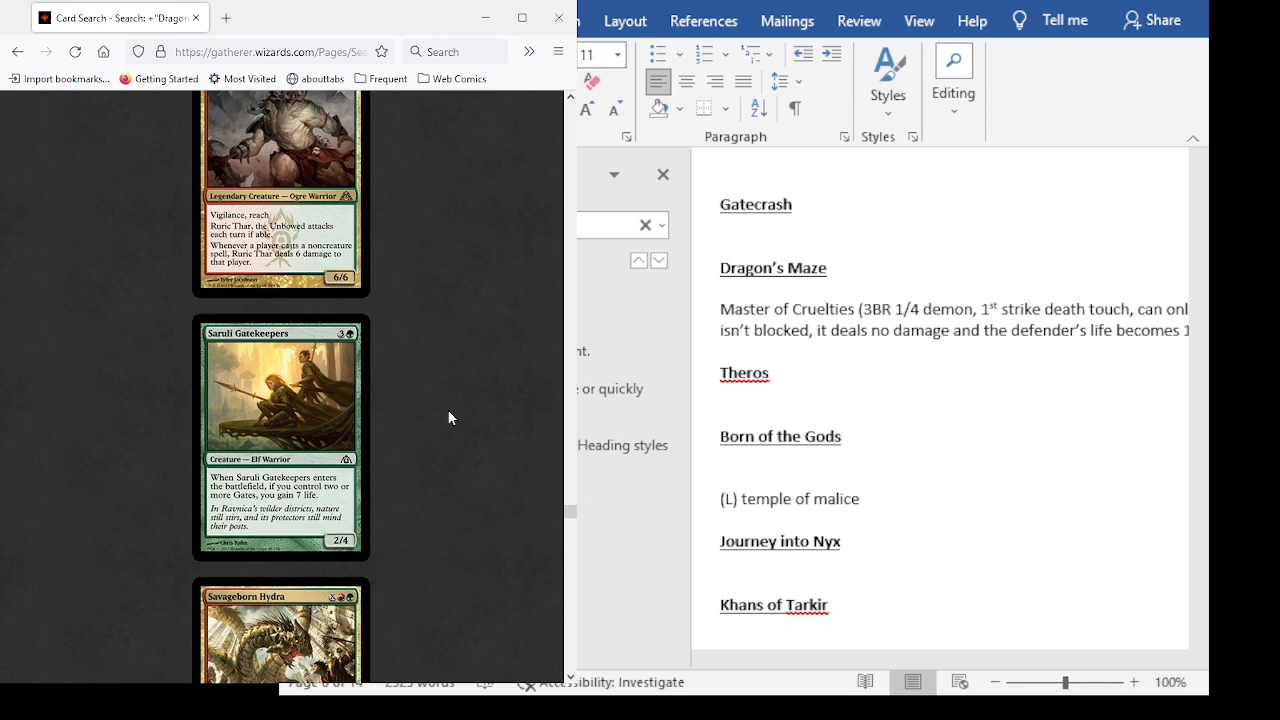 Card Search - Search: +"Dragon
https://gatherer.wizards.com/Pages/Sea
Search
Import bookmarks...
Getting Started
Most Visited
abouttabs
Frequent
Web Comics
Legendary Creature — Ogre Warrior
Vigilance, reach
Ruric Thar, the Unbowed attacks
each turn if able.
Whenever a player casts a noncreature
spell, Ruric Thar deals 6 damage to
that player.
6/6
Saruli Gatekeepers 3
Creature — Elf Warrior
When Saruli Gatekeepers enters
the battlefield, if you control two or
more Gates, you gain 7 life.
In Ravnica's wilder districts, nature
still stirs, and its protectors still mind
their posts.
2/4
Savageborn Hydra X
Layout
References
Mailings
Review
View
Help
Tell me
Share
11
Styles
Editing
Paragraph
Styles
nt.
e or quickly
Heading styles
Gatecrash
Dragon's Maze
Master of Cruelties (3BR 1/4 demon, 1st strike death touch, can onl
isn't blocked, it deals no damage and the defender's life becomes 1
Theros
Born of the Gods
(L) temple of malice
Journey into Nyx
Khans of Tarkir
Accessibility: Investigate
100%